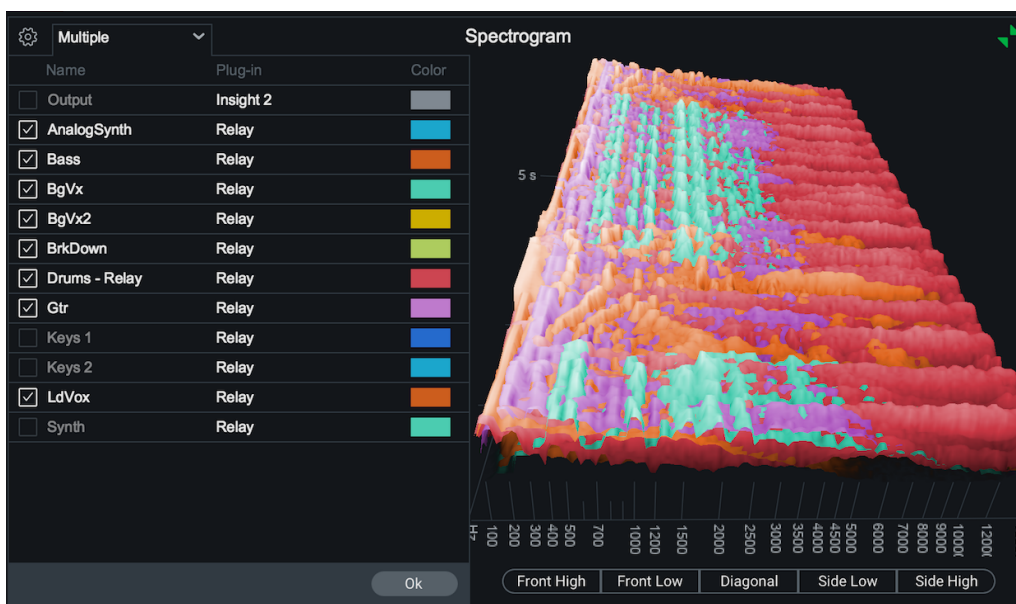 Multiple
Spectrogram
Name Plug-in Color
Output Insight 2
AnalogSynth Relay
Bass Relay
BgVx Relay
BgVx2 Relay
BrkDown Relay
Drums - Relay Relay
Gtr Relay
Keys 1 Relay
Keys 2 Relay
LdVox Relay
Synth Relay
5 s
Hz 100 200 300 400 500 700 1000 1200 1500 2000 2500 3000 3500 4000 4500 5000 6000 7000 8000 9000 1000 1200
Ok
Front High Front Low Diagonal Side Low Side High